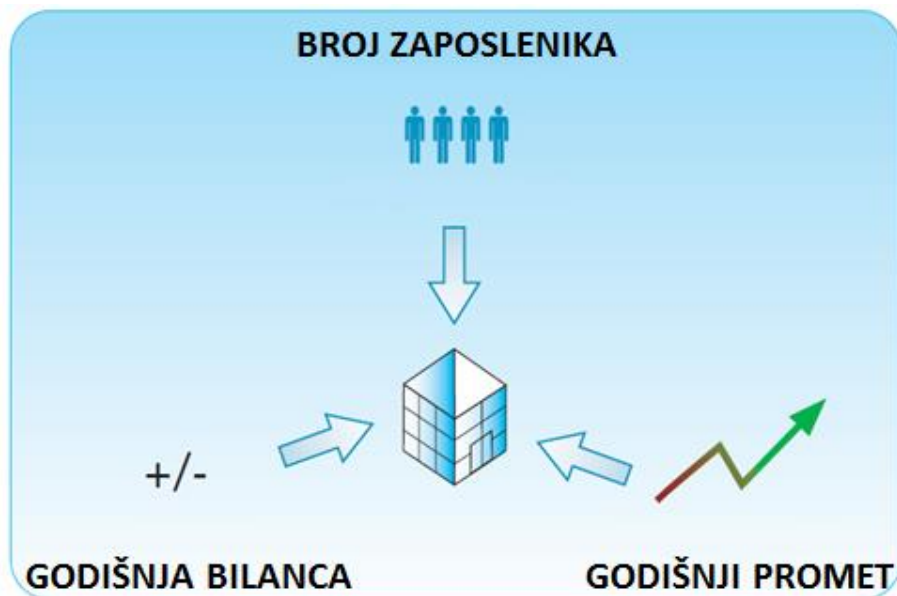 BROJ ZAPOSLENIKA
+/-
GODIŠNJA BILANCA
GODIŠNJI PROMET